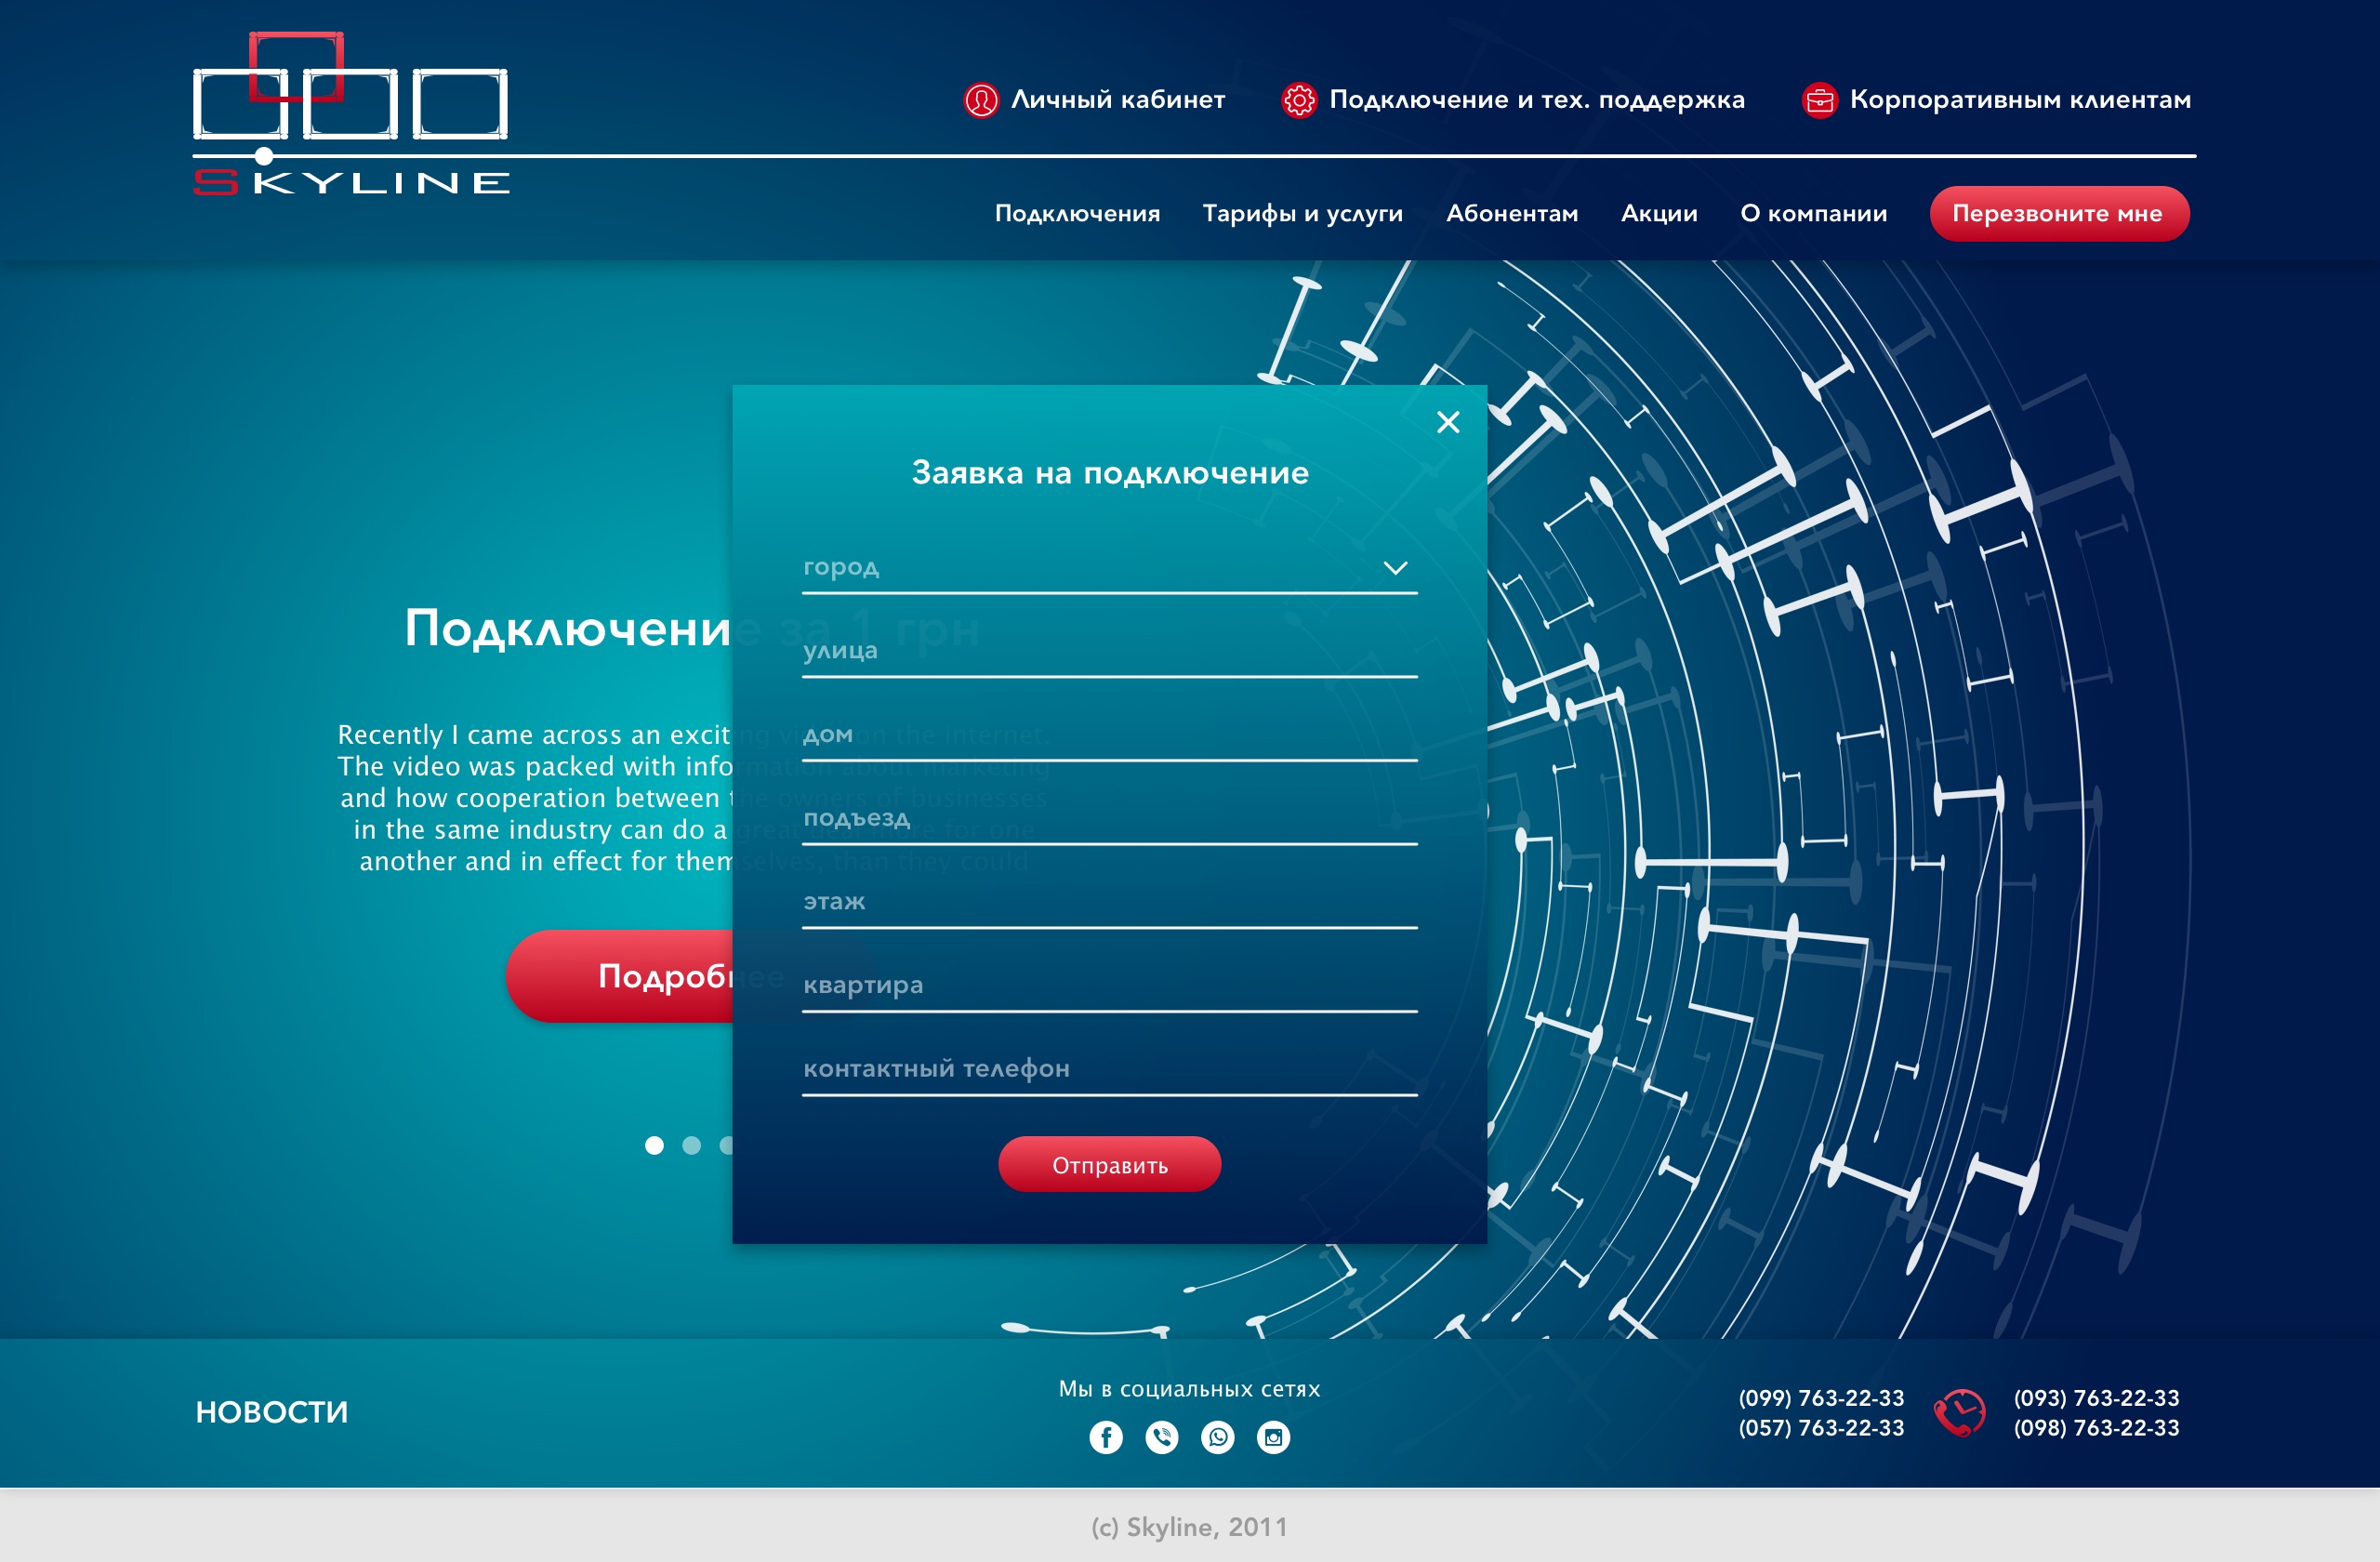 Личный кабинет
Подключение и тех. поддержка
Корпоративным клиентам
SKYLINE
Подключения
Тарифы и услуги
Абонентам
Акции
О компании
Перезвоните мне
Заявка на подключение
город
улица
дом
подъезд
этаж
квартира
контактный телефон
Отправить
Подключение за 1 грн
Recently I came across an exciting video on the internet.
The video was packed with information about marketing
and how cooperation between the owners of businesses
in the same industry can do a great deal more for one
another and in effect for themselves, than they could
Подробнее
НОВОСТИ
Мы в социальных сетях
(099) 763-22-33
(057) 763-22-33
(093) 763-22-33
(098) 763-22-33
(c) Skyline, 2011